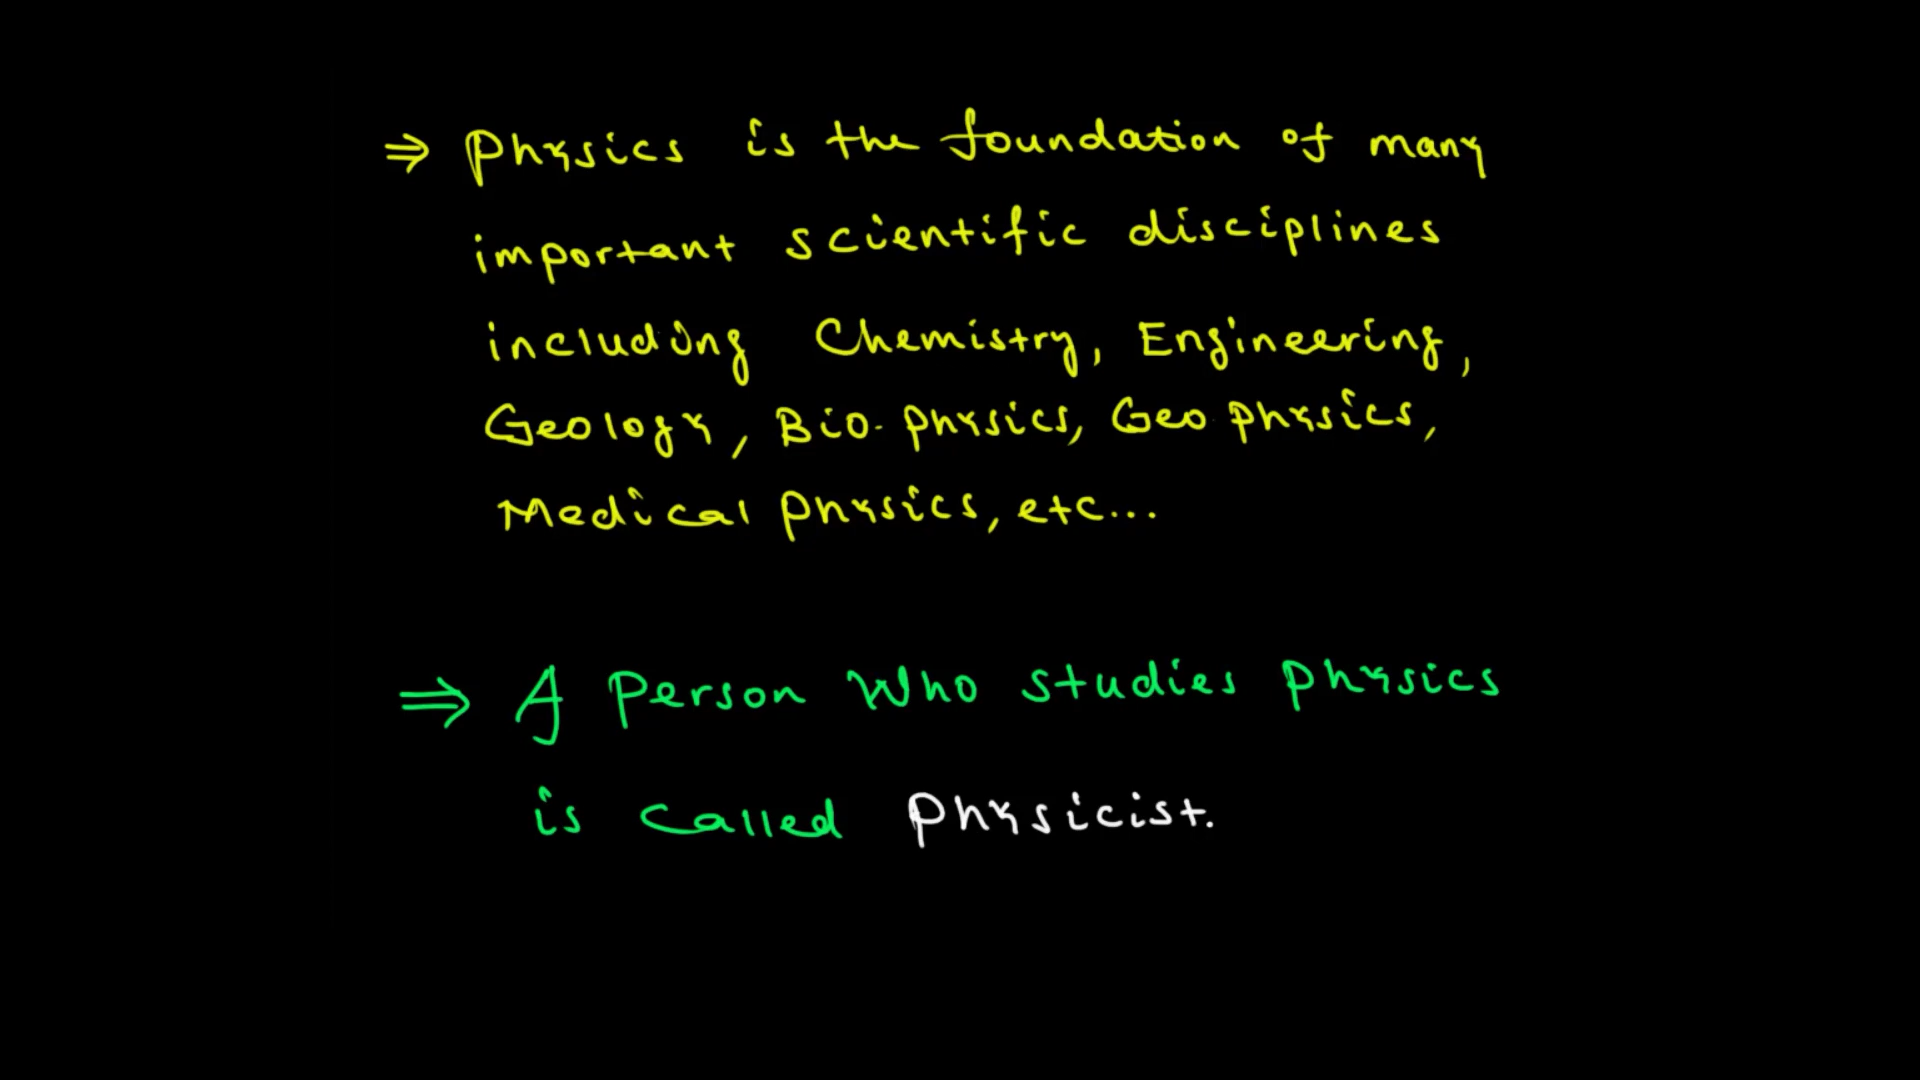 ⇒ Physics is the foundation of many
important scientific disciplines
including Chemistry, Engineering,
Geology, Bio-physics, Geo physics,
Medical physics, etc...
⇒ A person who studies physics
is called physicist.